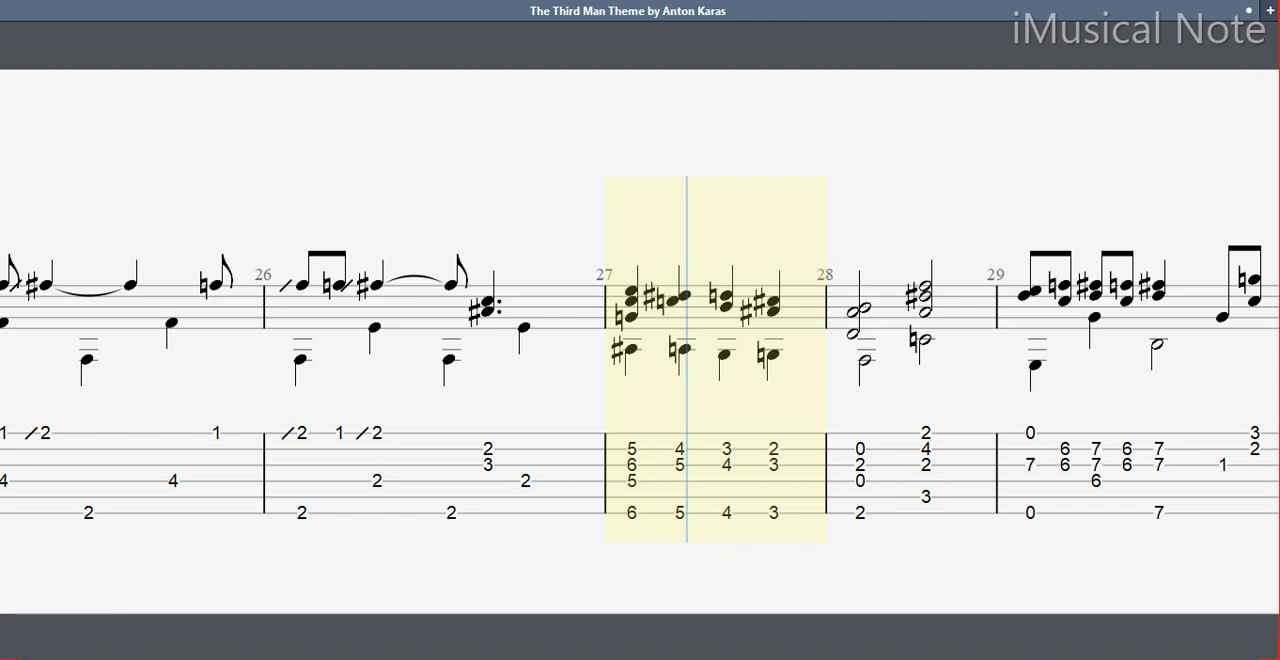 The Third Man Theme by Anton Karas
+
iMusical Note
26 27 28 29
1 2 1 2 1 2 0 3
2 5 4 3 2 0 4 6 7 6 7 2
3 6 5 4 3 2 2 7 6 7 6 7 1
4 4 2 2 5 0 6
3
2 2 2 6 5 4 3 2 0 7